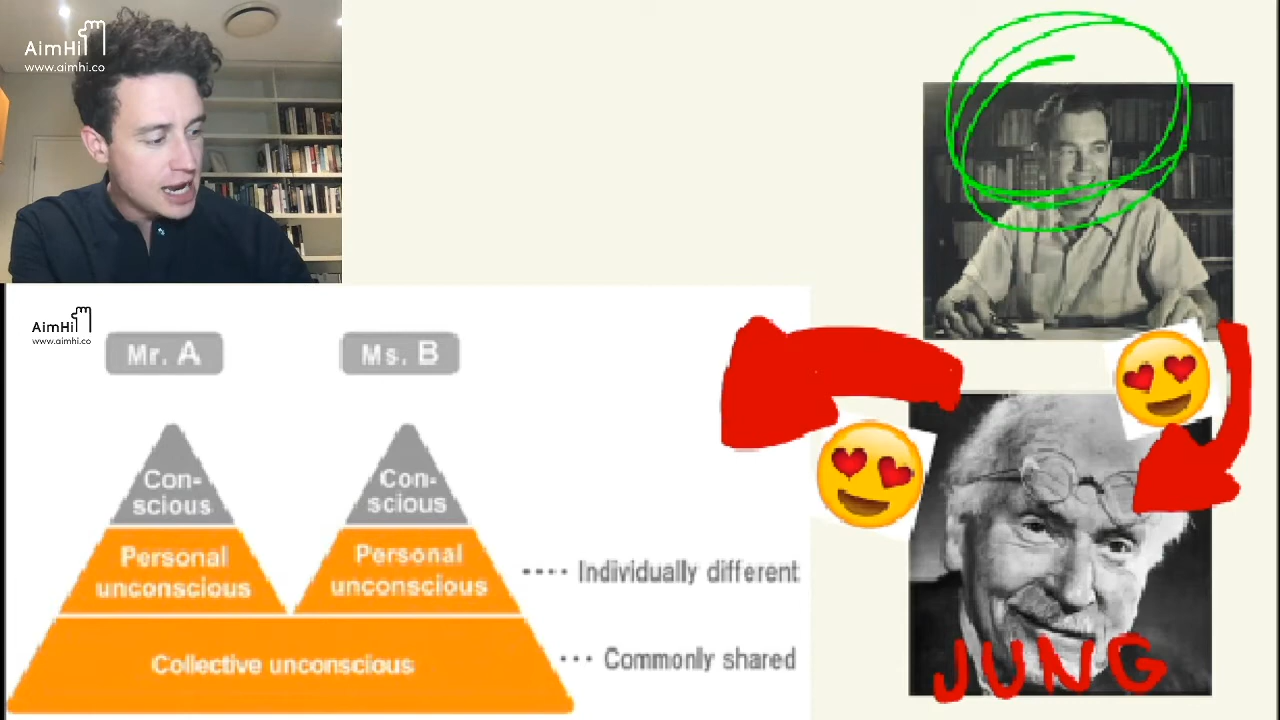 AimHi
www.aimhi.co
AimHi
www.aimhi.co
Mr. A
Ms. B
Con-
scious
Con-
scious
Personal
unconscious
Personal
unconscious
---- Individually different
Collective unconscious
··· Commonly shared
JUNG